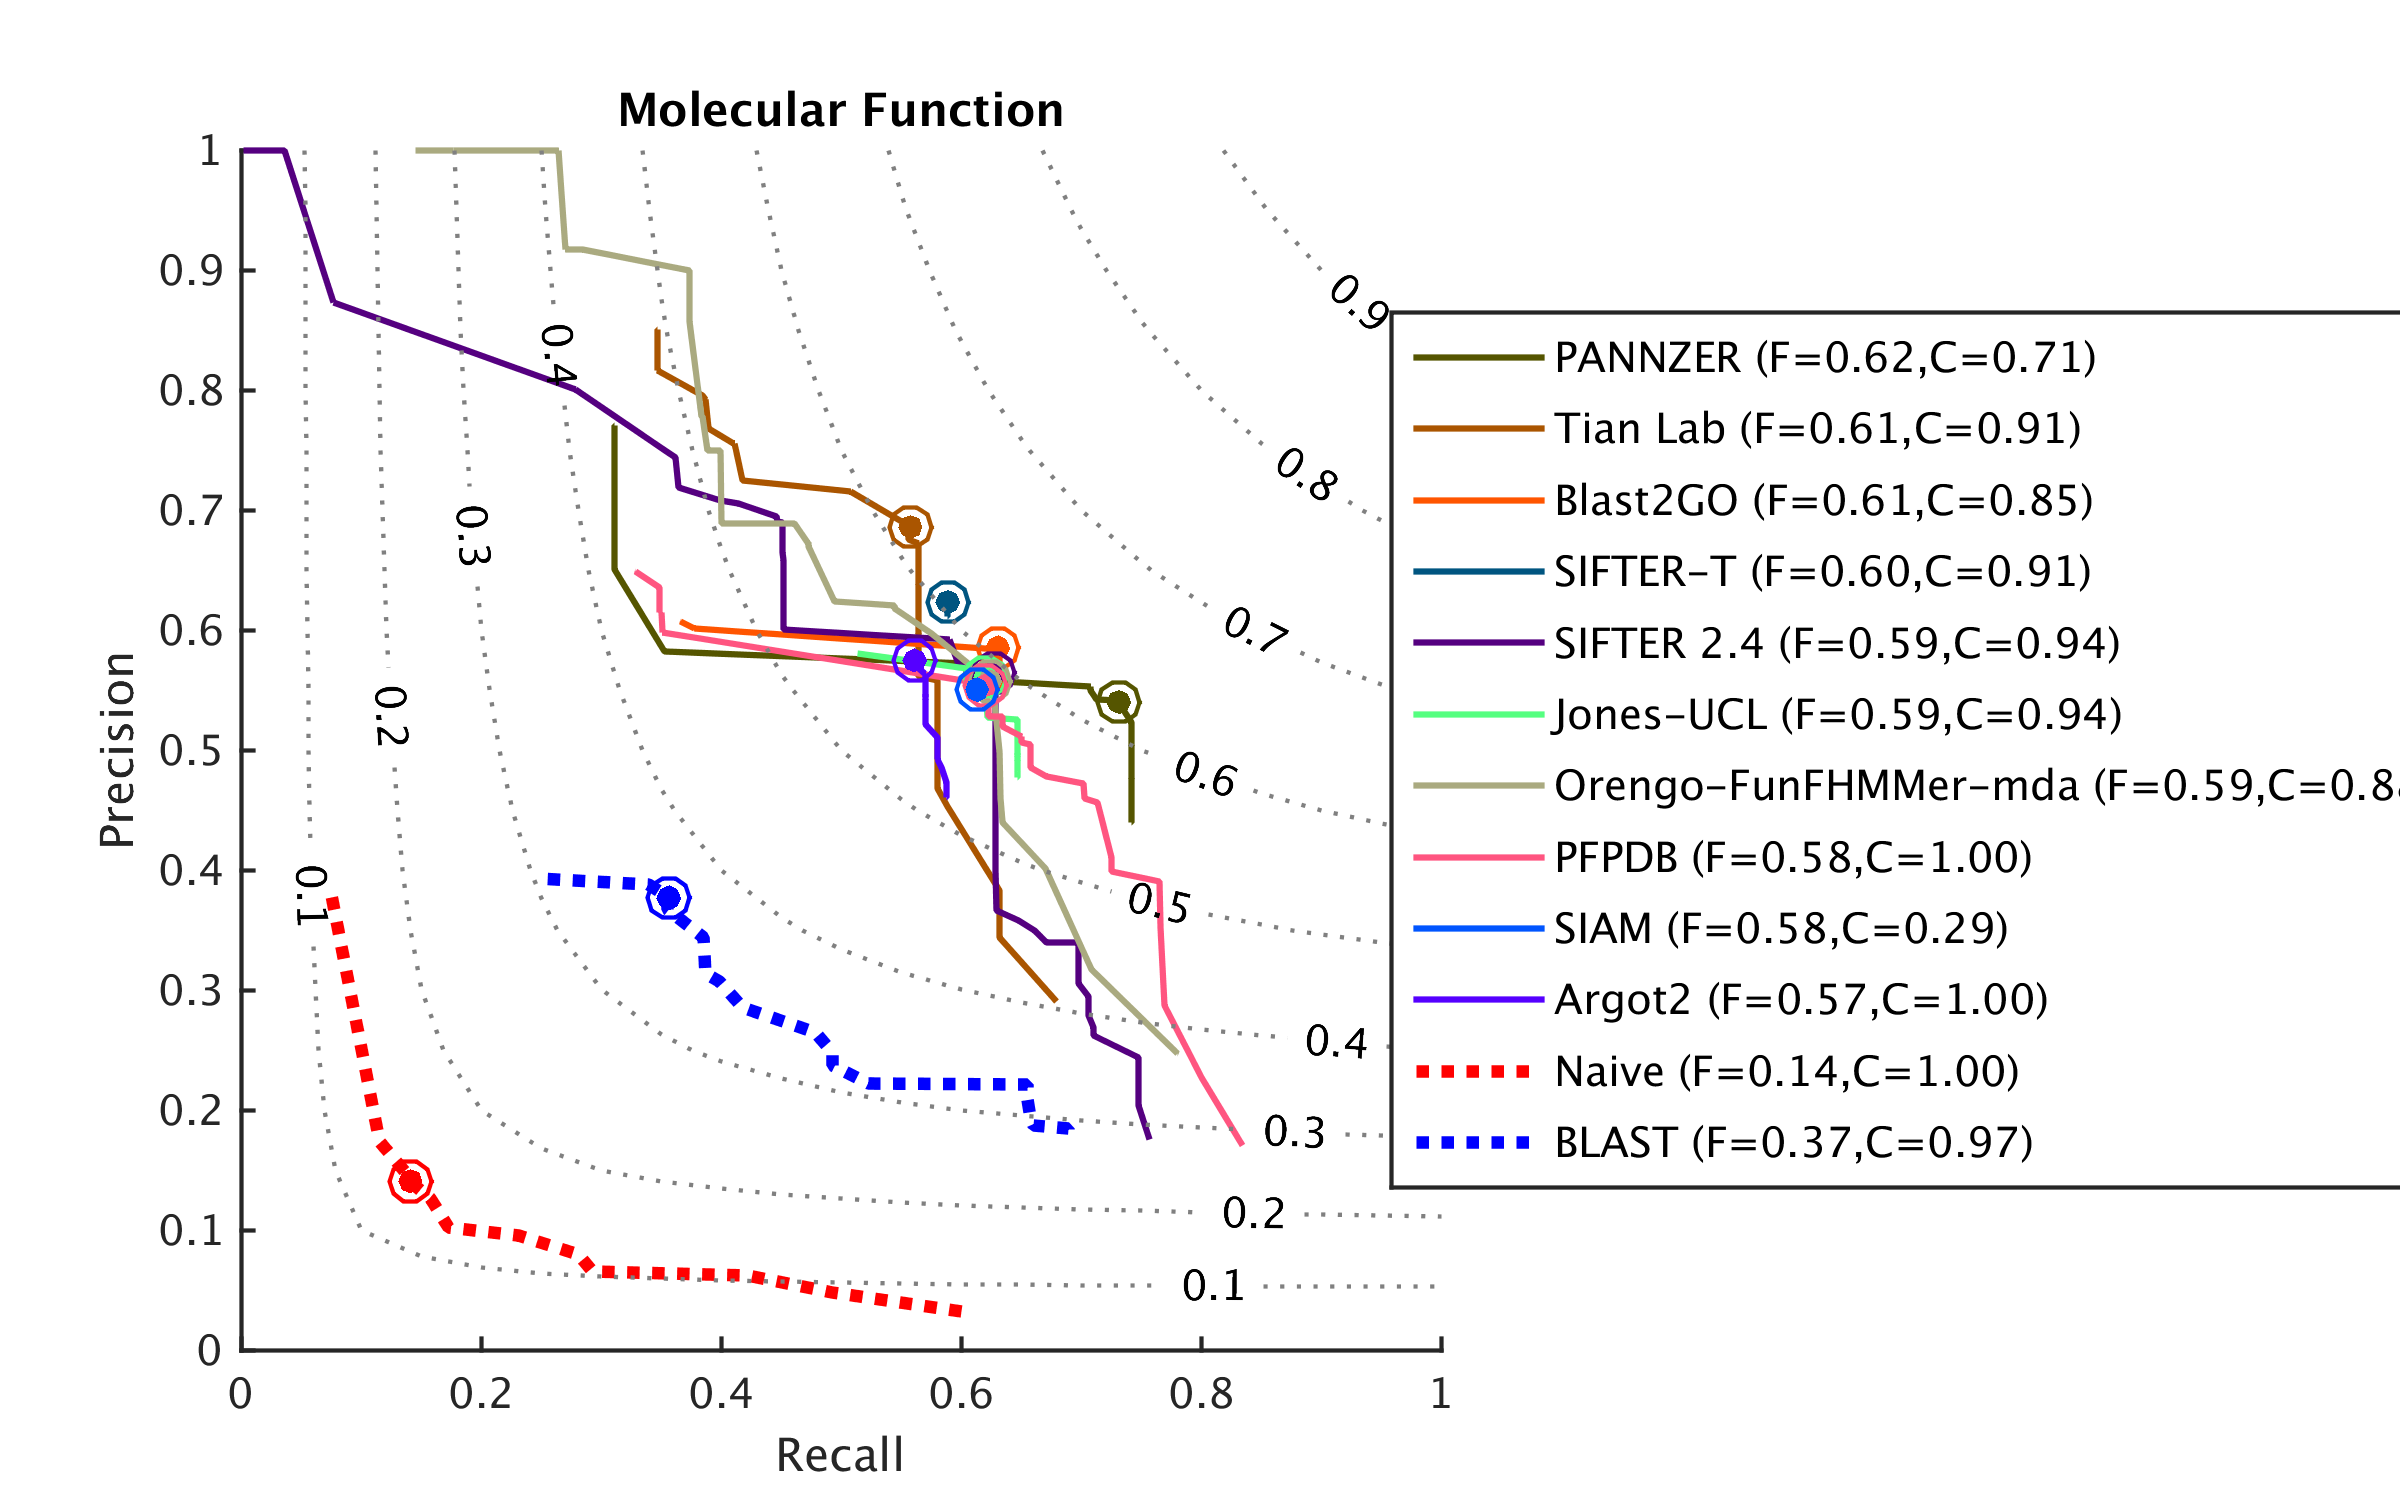 Molecular Function
1
0.9
0.8
0.7
0.6
0.5
0.4
0.3
0.2
0.1
0
Precision
0
0.2
0.4
0.6
0.8
1
Recall
0.4
0.3
0.2
0.1
0.9
0.8
0.7
0.6
0.5
0.4
0.3
0.2
0.1
PANNZER (F=0.62,C=0.71)
Tian Lab (F=0.61,C=0.91)
Blast2GO (F=0.61,C=0.85)
SIFTER-T (F=0.60,C=0.91)
SIFTER 2.4 (F=0.59,C=0.94)
Jones-UCL (F=0.59,C=0.94)
Orengo-FunFHMMer-mda (F=0.59,C=0.8
PFPDB (F=0.58,C=1.00)
SIAM (F=0.58,C=0.29)
Argot2 (F=0.57,C=1.00)
Naive (F=0.14,C=1.00)
BLAST (F=0.37,C=0.97)